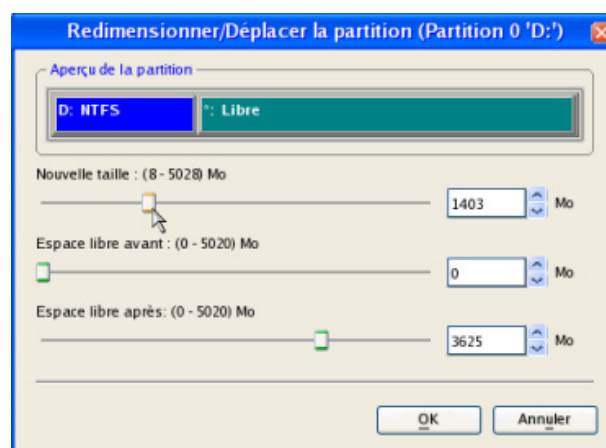 Redimensionner/Déplacer la partition (Partition 0 'D:')
Aperçu de la partition
D: NTFS
*: Libre
Nouvelle taille : (8 - 5028) Mo
1403 Mo
Espace libre avant : (0 - 5020) Mo
0 Mo
Espace libre après: (0 - 5020) Mo
3625 Mo
OK Annuler